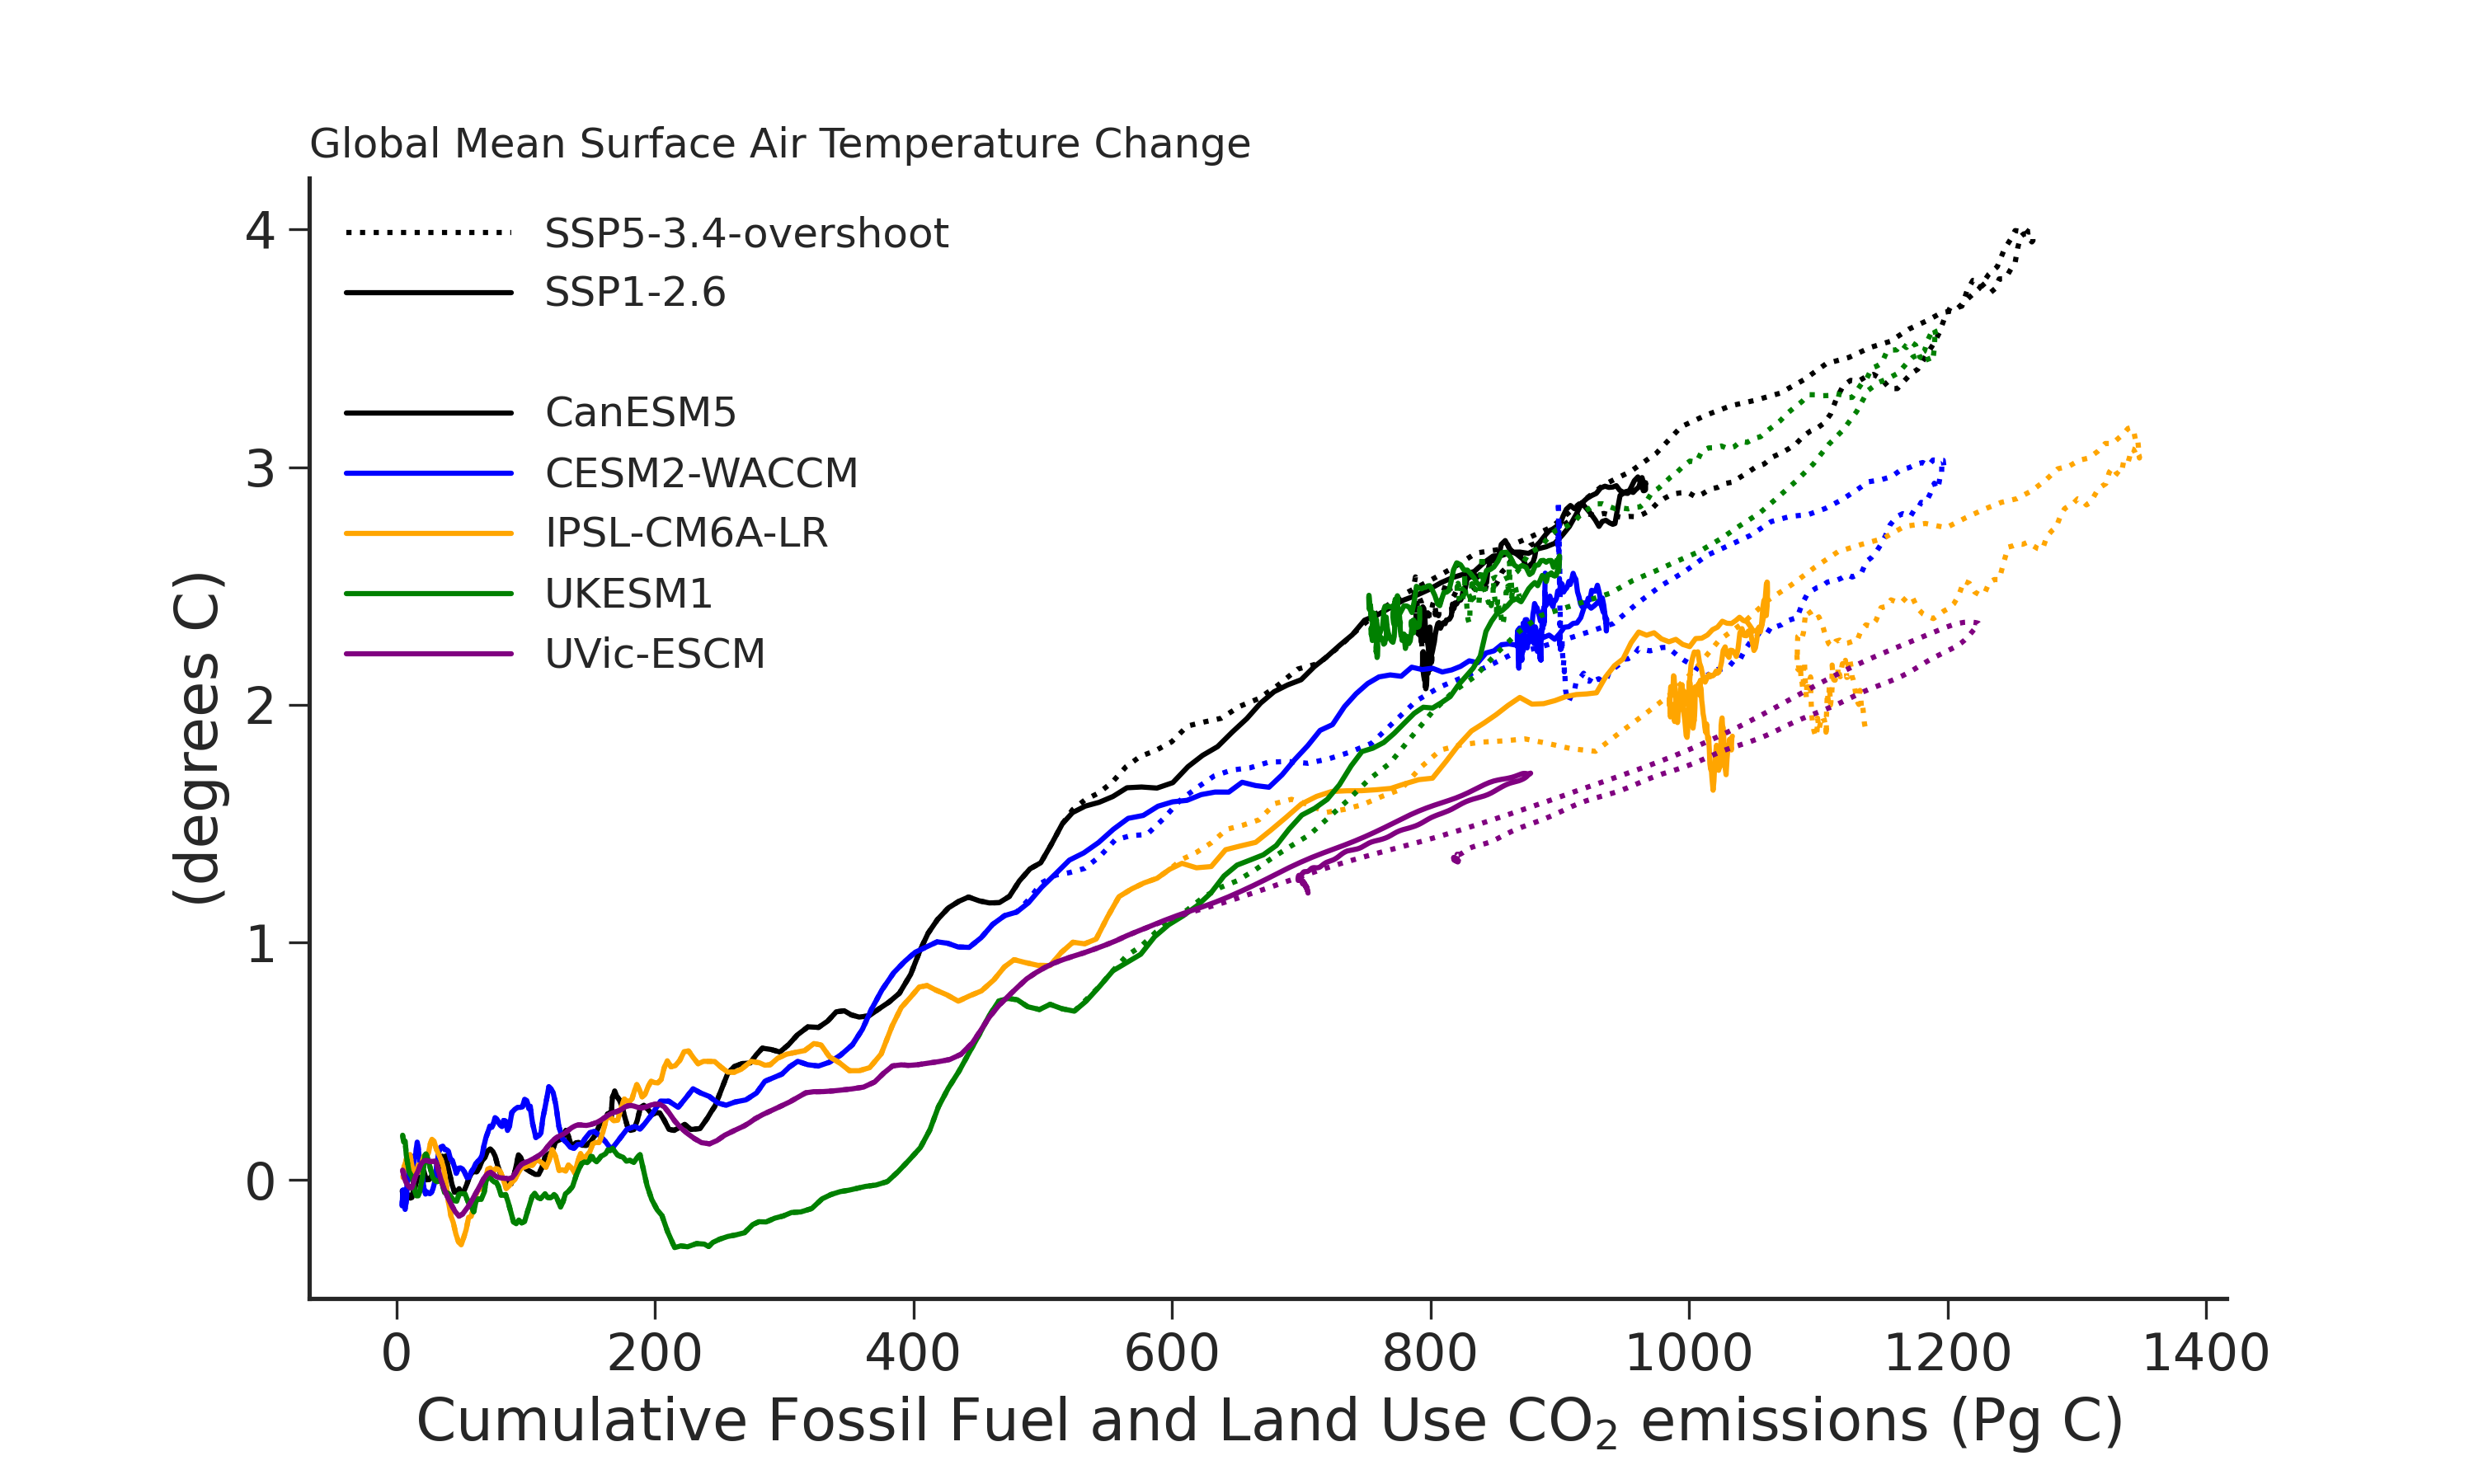 Global Mean Surface Air Temperature Change
SSP5-3.4-overshoot
SSP1-2.6
CanESM5
CESM2-WACCM
IPSL-CM6A-LR
UKESM1
UVic-ESCM
(degrees C)
4
3
2
1
0
0 200 400 600 800 1000 1200 1400
Cumulative Fossil Fuel and Land Use CO₂ emissions (Pg C)